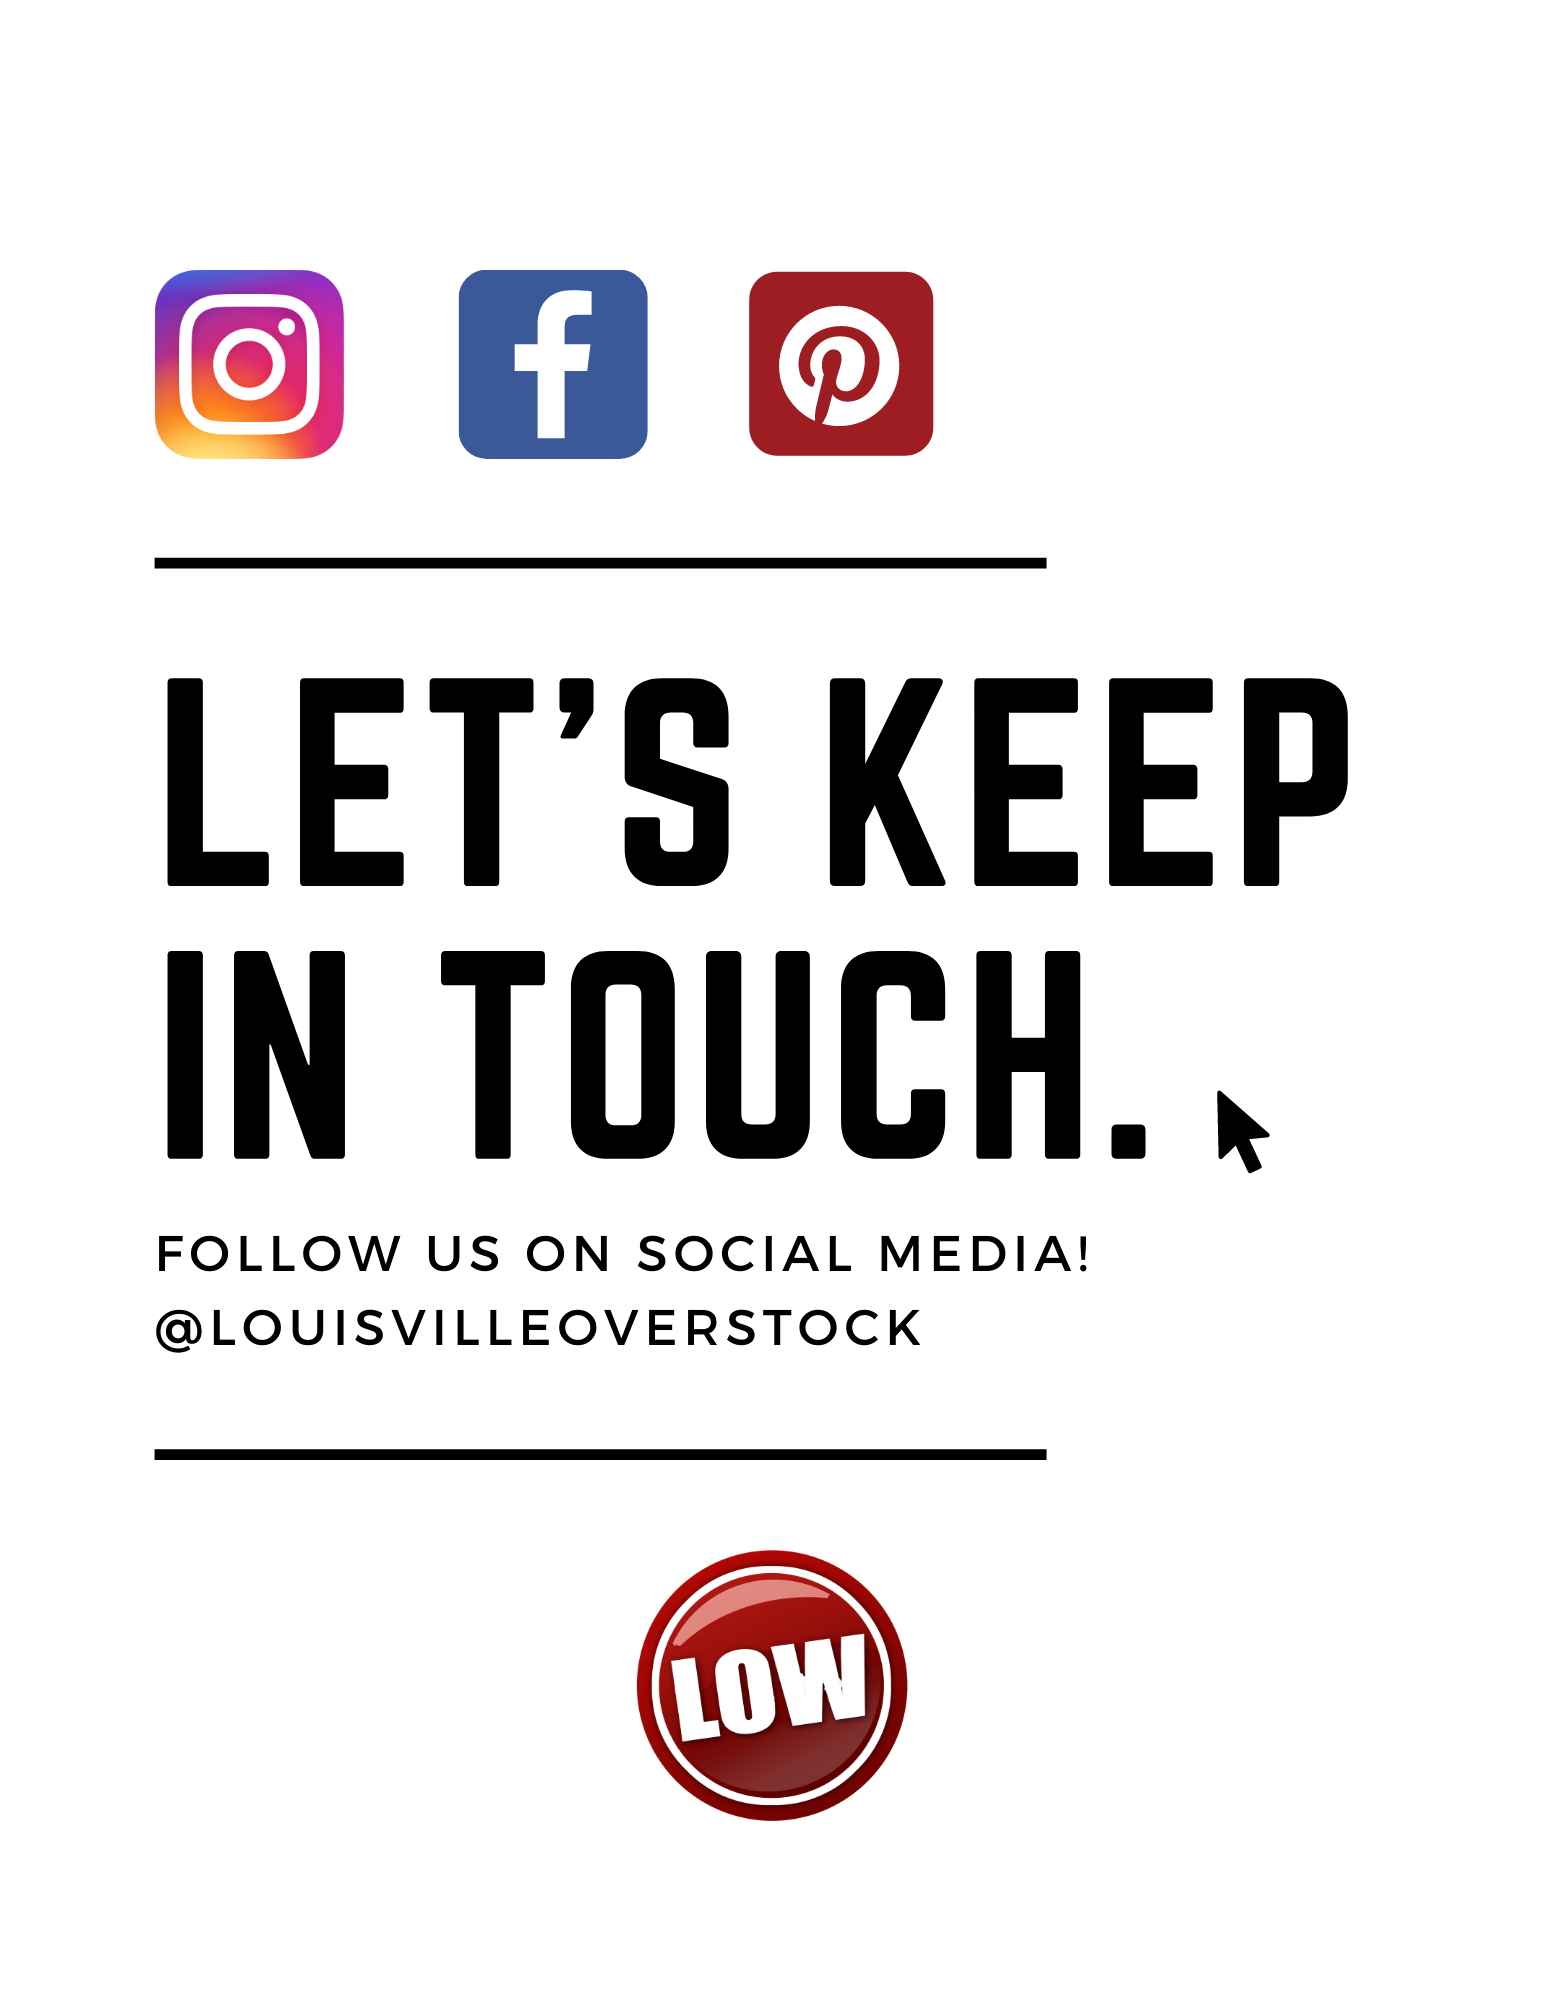 LET’S KEEP
IN TOUCH.
FOLLOW US ON SOCIAL MEDIA!
@LOUISVILLEOVERSTOCK
LOW